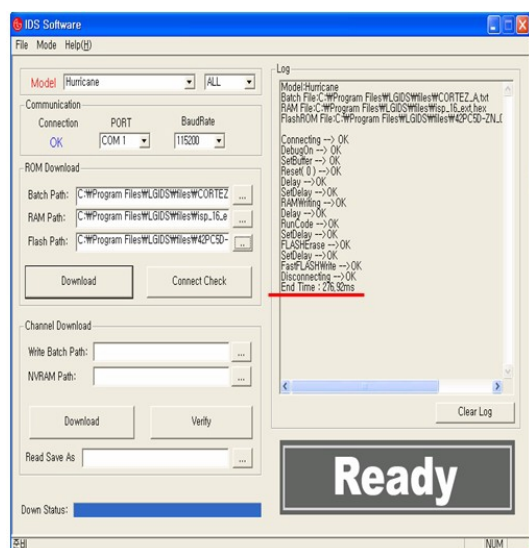 IDS Software
File Mode Help(H)
Model Hurricane ALL
Communication
Connection PORT BaudRate
OK COM 1 115200
ROM Download
Batch Path: C:₩Program Files₩LGIDS₩files₩CORTEZ ...
RAM Path: C:₩Program Files₩LGIDS₩files₩isp_16_e ...
Flash Path: C:₩Program Files₩LGIDS₩files₩42PC5D- ...
Download Connect Check
Channel Download
Write Batch Path: ...
NVRAM Path: ...
Download Verify
Read Save As ...
Down Status:
Log
Model:Hurricane
Batch File:C:₩Program Files₩LGIDS₩files₩CORTEZ_A.txt
RAM File:C:₩Program Files₩LGIDS₩files₩isp_16_ext.hex
FlashROM File:C:₩Program Files₩LGIDS₩files₩42PC5D-ZN_(
Connecting --> OK
DebugOn --> OK
SetBuffer --> OK
Reset( 0 ) --> OK
Delay -->OK
SetDelay -->OK
RAMWriting -->OK
Delay -->OK
RunCode -->OK
SetDelay -->OK
FLASHErase -->OK
SetDelay -->OK
FastFLASHWrite -->OK
Disconnecting -->OK
End Time : 276,92ms
Clear Log
Ready
준비 NUM